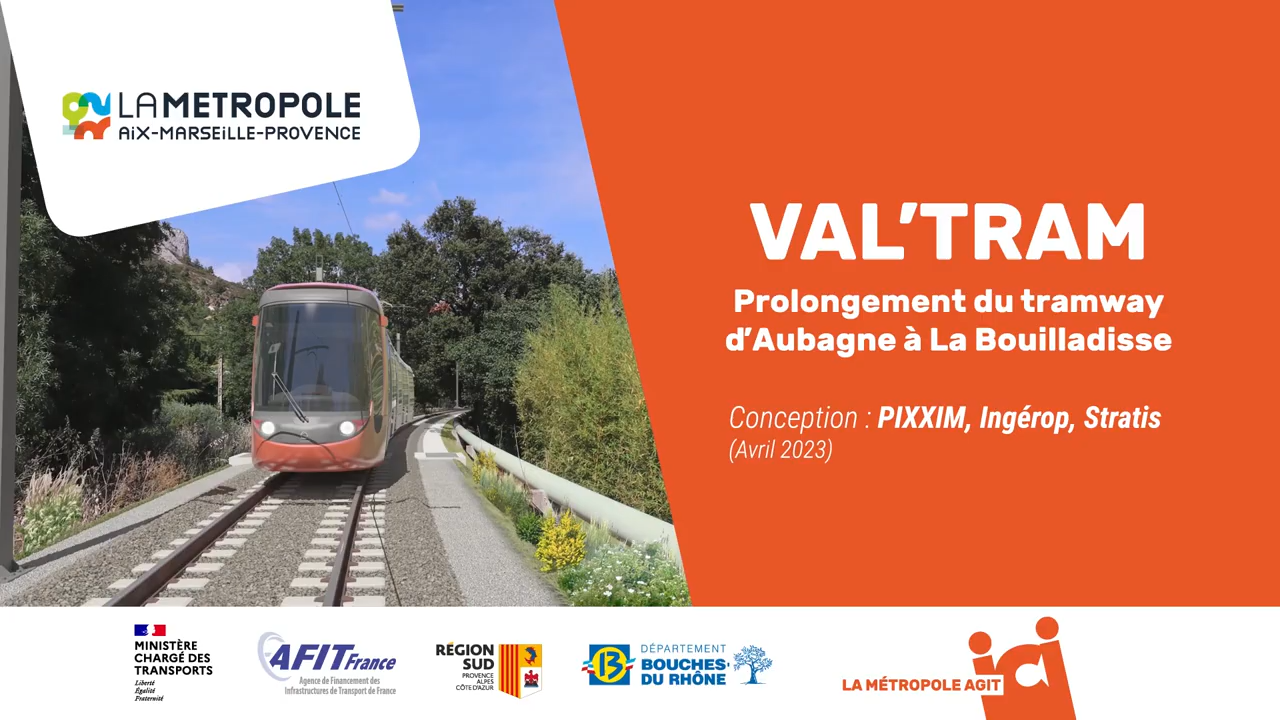 LA METROPOLE
AiX-MARSEiLLE-PROVENCE
VAL'TRAM
Prolongement du tramway
d'Aubagne à La Bouilladisse
Conception : PIXXIM, Ingérop, Stratis
(Avril 2023)
MINISTÈRE
CHARGÉ DES
TRANSPORTS
Liberté
Égalité
Fraternité
AFIT France
Agence de Financement des
Infrastructures de Transport de France
RÉGION
SUD
PROVENCE
ALPES
CÔTE D'AZUR
13
DÉPARTEMENT
BOUCHES
DU RHÔNE
ici
LA MÉTROPOLE AGIT